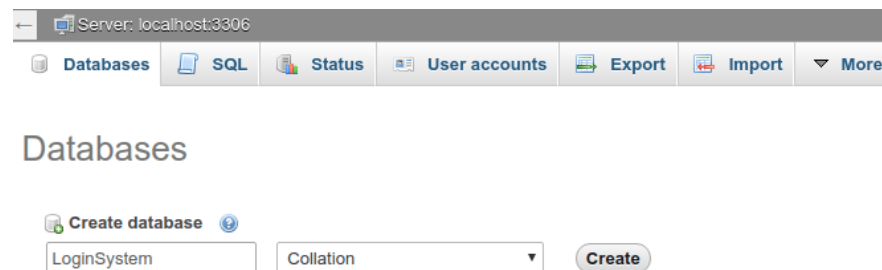 Server: localhost:3306
Databases SQL Status User accounts Export Import More
Databases
Create database
LoginSystem Collation Create